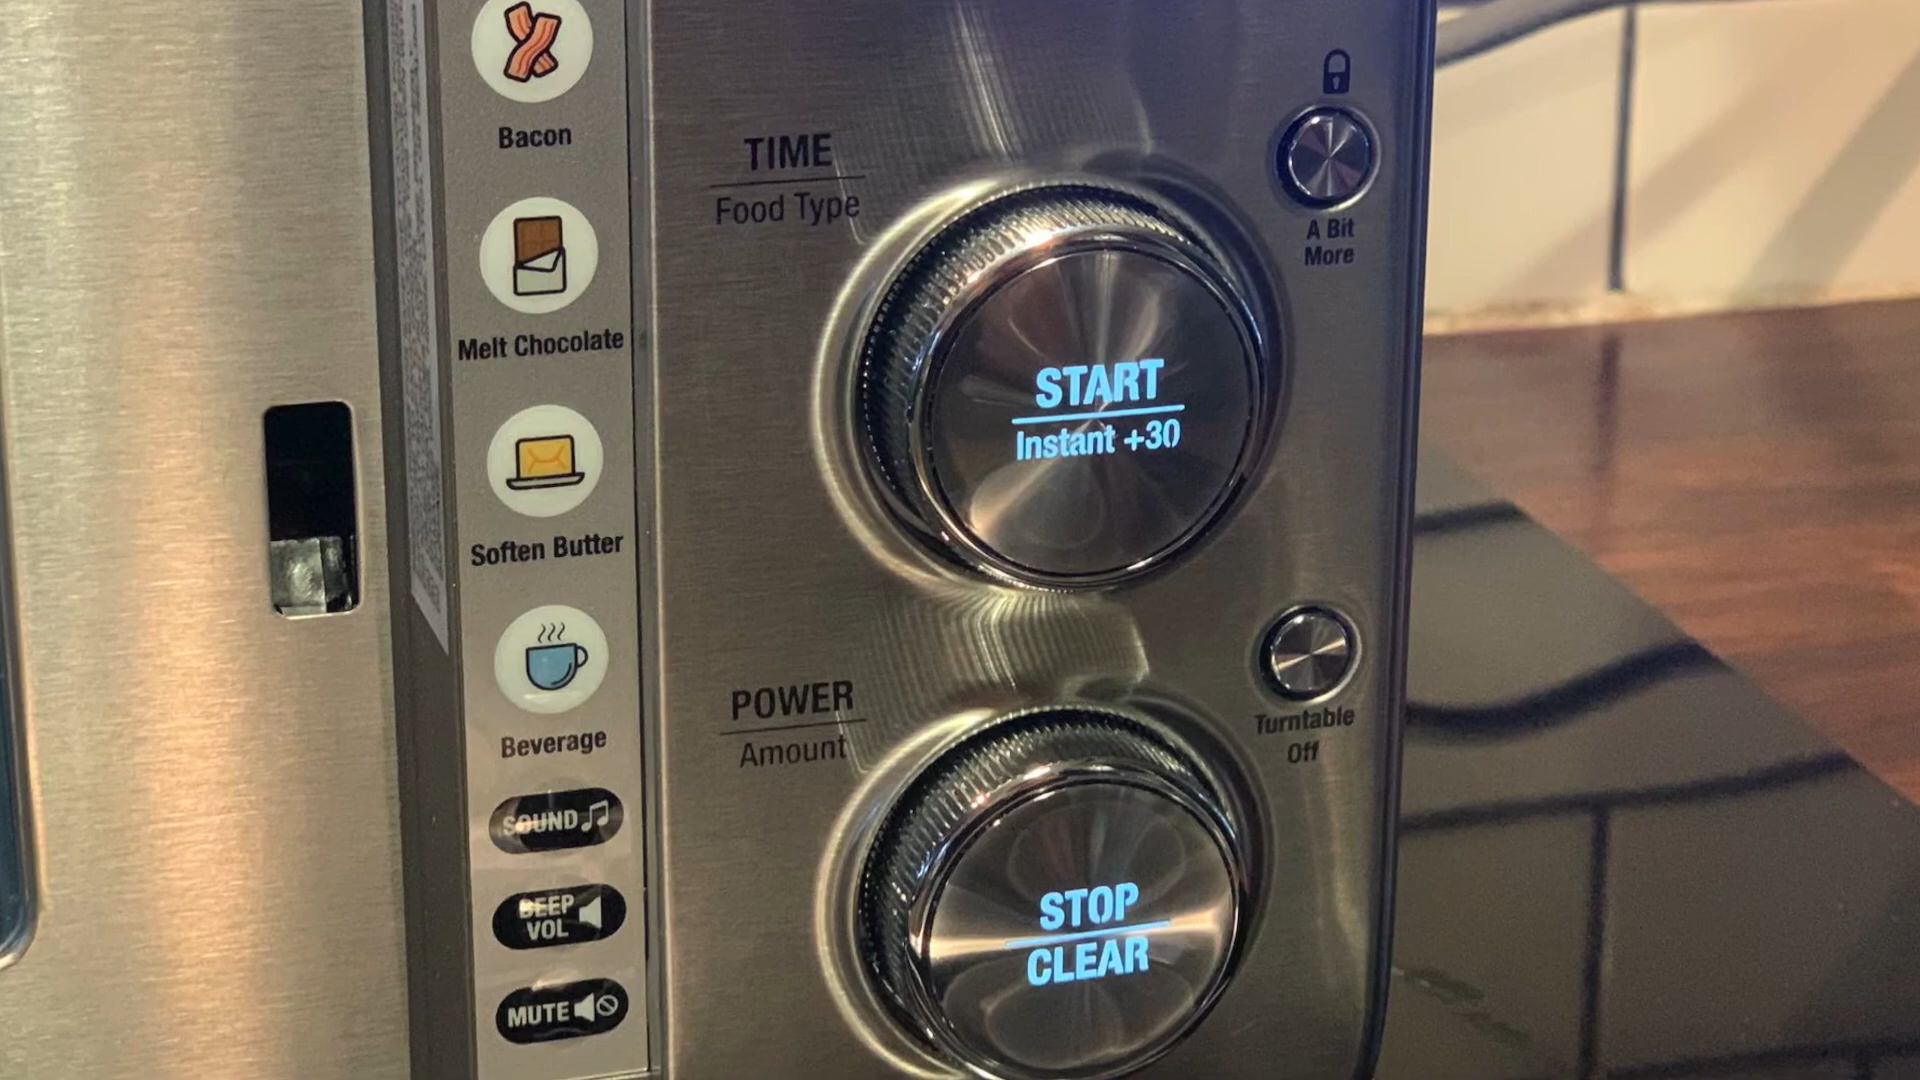 Bacon
Melt Chocolate
Soften Butter
Beverage
SOUND
BEEP
VOL
MUTE
TIME
Food Type
START
Instant +30
A Bit
More
POWER
Amount
STOP
CLEAR
Turntable
Off